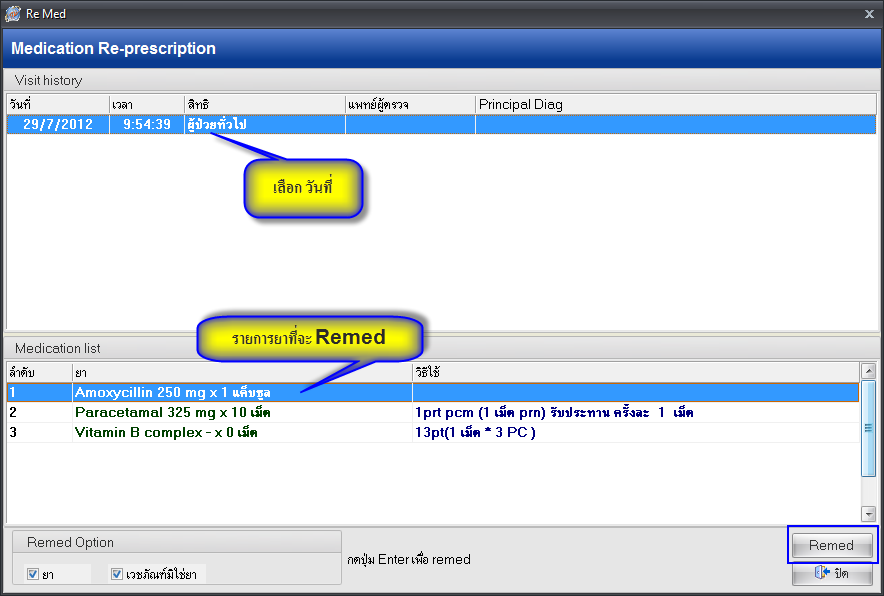 Re Med
Medication Re-prescription
Visit history
วันที่ เวลา สิทธิ แพทย์ผู้ตรวจ Principal Diag
29/7/2012 9:54:39 ผู้ป่วยทั่วไป
เลือก วันที่
รายการยาที่จะ Remed
Medication list
ลำดับ ยา วิธีใช้
1 Amoxycillin 250 mg x 1 แค็บซูล
2 Paracetamal 325 mg x 10 เม็ด 1prt pcm (1 เม็ด prn) รับประทาน ครั้งละ 1 เม็ด
3 Vitamin B complex - x 0 เม็ด 13pt(1 เม็ด * 3 PC )
Remed Option
ยา เวชภัณฑ์มิใช่ยา
กดปุ่ม Enter เพื่อ remed
Remed
ปิด